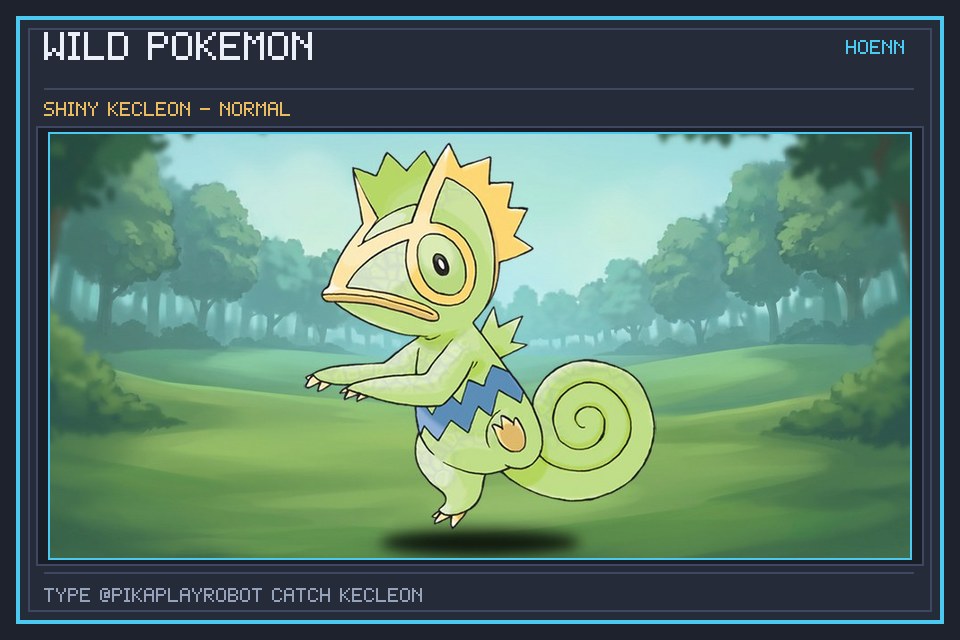 WILD POKEMON
HOENN
SHINY KECLEON - NORMAL
TYPE @PIKAPLAYROBOT CATCH KECLEON